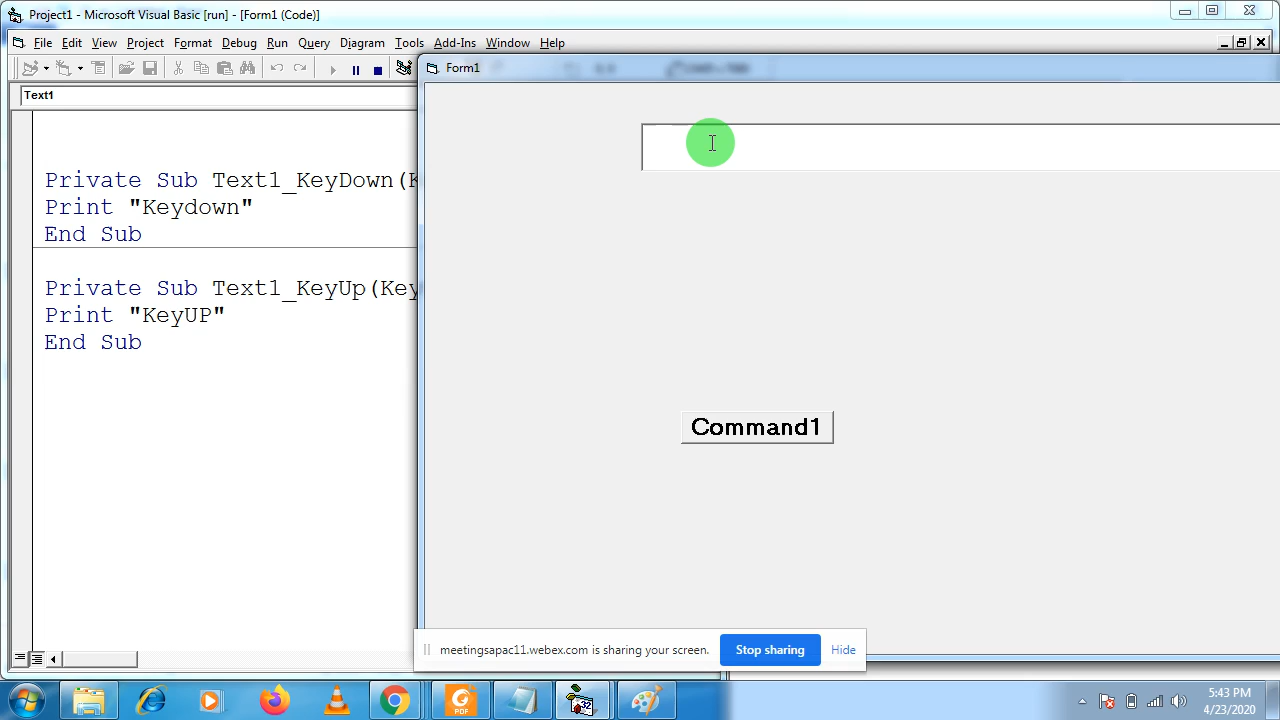 Project1 - Microsoft Visual Basic [run] - [Form1 (Code)]
File Edit View Project Format Debug Run Query Diagram Tools Add-Ins Window Help
Form1
Text1
Private Sub Text1_KeyDown(K
Print "Keydown"
End Sub
Private Sub Text1_KeyUp(Key
Print "KeyUP"
End Sub
Command1
meetingsapac11.webex.com is sharing your screen.
Stop sharing
Hide
PDF
32
5:43 PM
4/23/2020